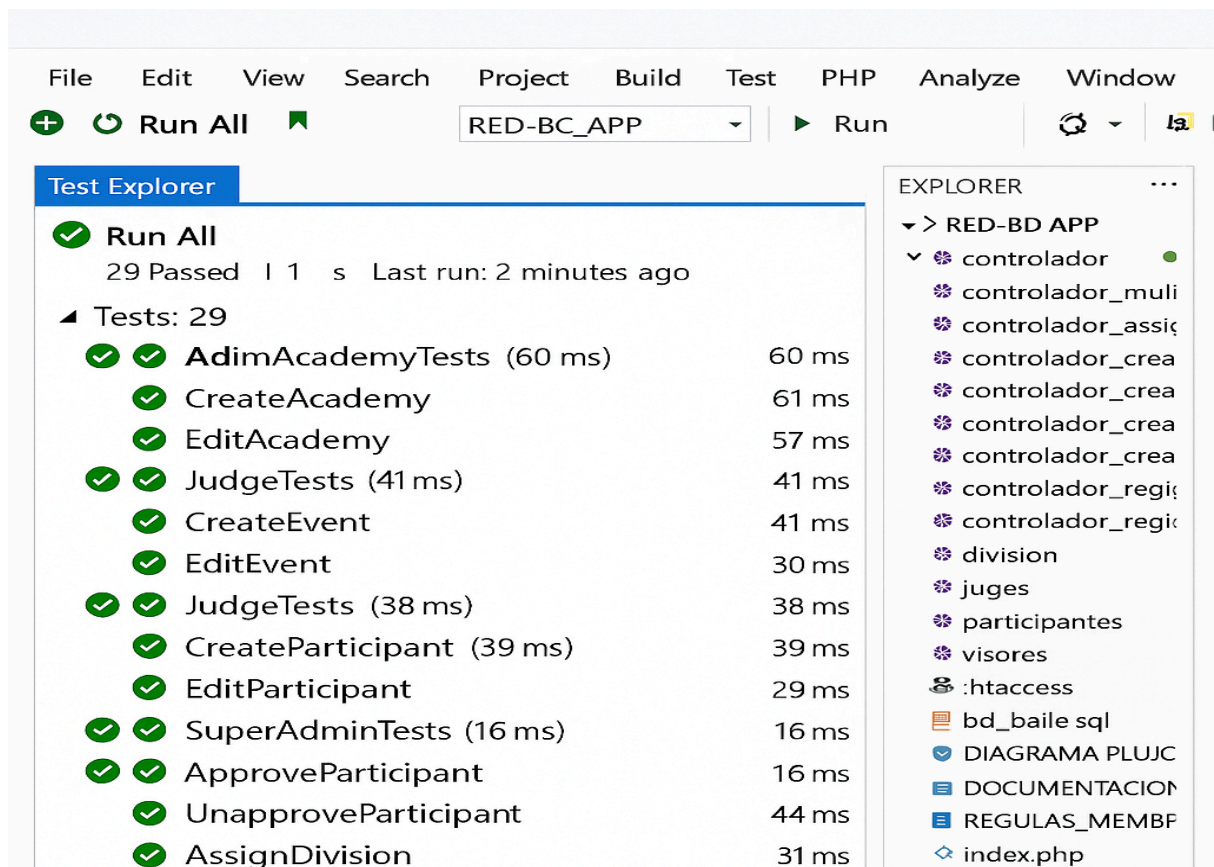 File Edit View Search Project Build Test PHP Analyze Window
Run All RED-BC_APP Run
Test Explorer
Run All
29 Passed | 1 s Last run: 2 minutes ago
Tests: 29
AdimAcademyTests (60 ms) 60 ms
CreateAcademy 61 ms
EditAcademy 57 ms
JudgeTests (41 ms) 41 ms
CreateEvent 41 ms
EditEvent 30 ms
JudgeTests (38 ms) 38 ms
CreateParticipant (39 ms) 39 ms
EditParticipant 29 ms
SuperAdminTests (16 ms) 16 ms
ApproveParticipant 16 ms
UnapproveParticipant 44 ms
AssignDivision 31 ms
EXPLORER ...
> RED-BD APP
controlador
controlador_muli
controlador_assig
controlador_crea
controlador_crea
controlador_crea
controlador_crea
controlador_regi
controlador_regi
division
juges
participantes
visores
:htaccess
bd_baile sql
DIAGRAMA PLUJC
DOCUMENTACION
REGULAS_MEMBP
index.php